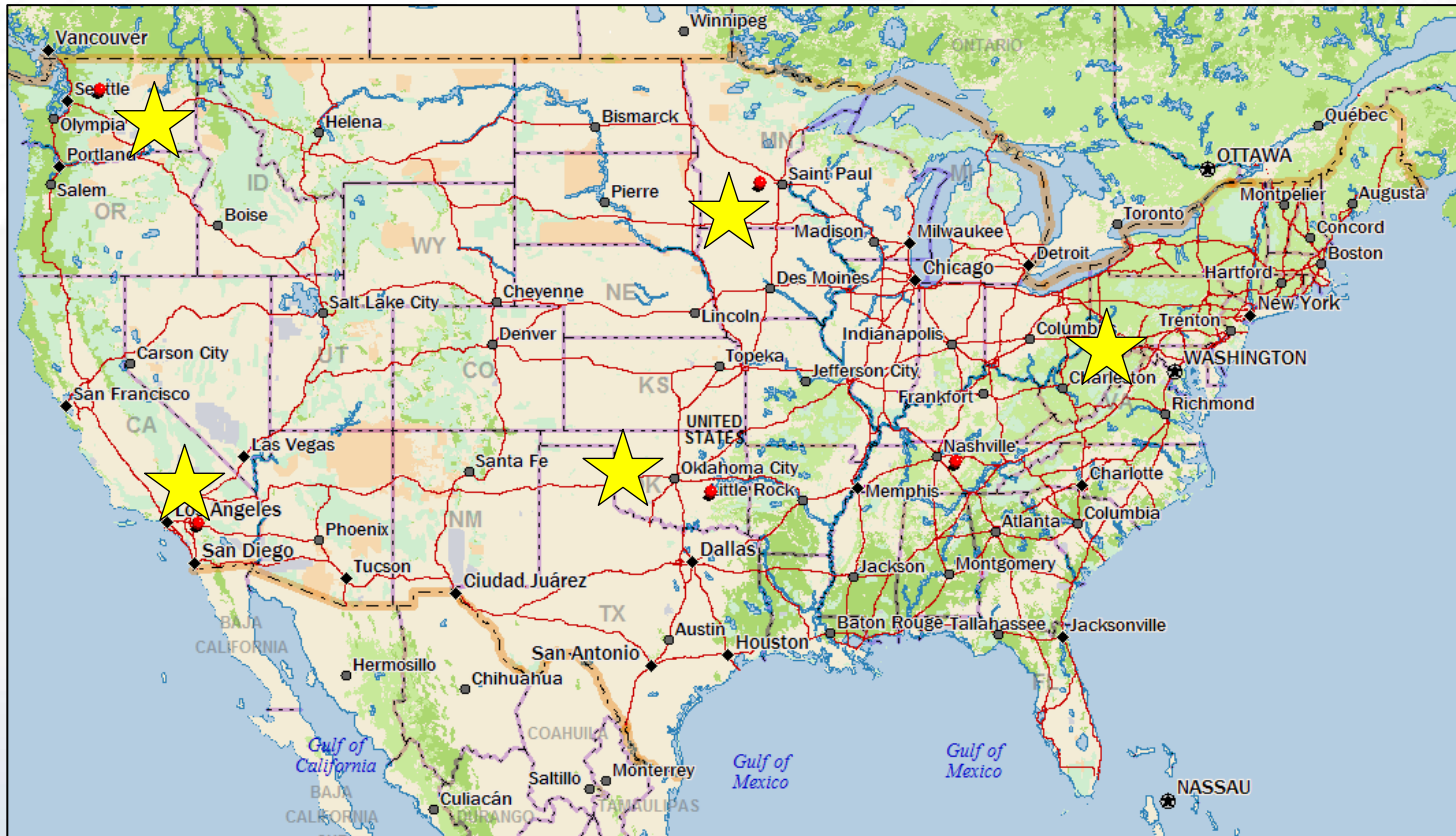 Winnipeg
Vancouver
ONTARIO
Seattle
Olympia
Helena
Bismarck
MN
Québec
Portland
OTTAWA
Salem
ID
Pierre
Saint Paul
MI
Montpelier
Augusta
OR
Boise
Toronto
Concord
WY
Madison
Milwaukee
Detroit
Boston
Chicago
Hartford
Des Moines
Cheyenne
NE
New York
Salt Lake City
Lincoln
Trenton
Denver
Indianapolis
Columb
Carson City
UT
Topeka
WASHINGTON
CO
KS
Jefferson City
Charleston
San Francisco
Frankfort
VA
Richmond
CA
UNITED
STATES
Las Vegas
Nashville
Santa Fe
Oklahoma City
Charlotte
K
Little Rock
Memphis
Los Angeles
NM
Columbia
Phoenix
Atlanta
San Diego
Dallas
Tucson
Ciudad Juárez
Jackson
Montgomery
TX
BAJA
CALIFORNIA
Austin
Baton Rouge
Tallahassee
Jacksonville
San Antonio
Houston
Hermosillo
Chihuahua
FL
COAHUILA
Gulf of
California
Gulf of
Mexico
Gulf of
Mexico
Monterrey
Saltillo
NASSAU
BAJA
CALIFORNIA
Culiacán
DURANGO
TAMAULIPAS